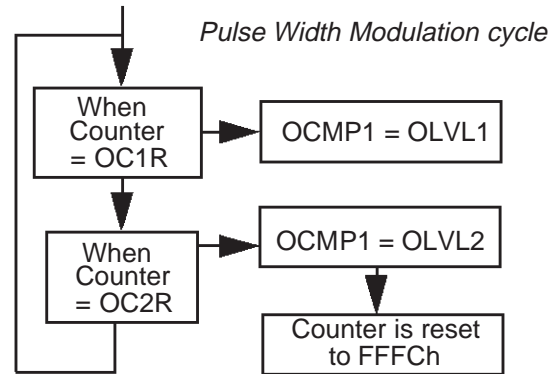 Pulse Width Modulation cycle
When
Counter
= OC1R
OCMP1 = OLVL1
When
Counter
= OC2R
OCMP1 = OLVL2
Counter is reset
to FFFCh